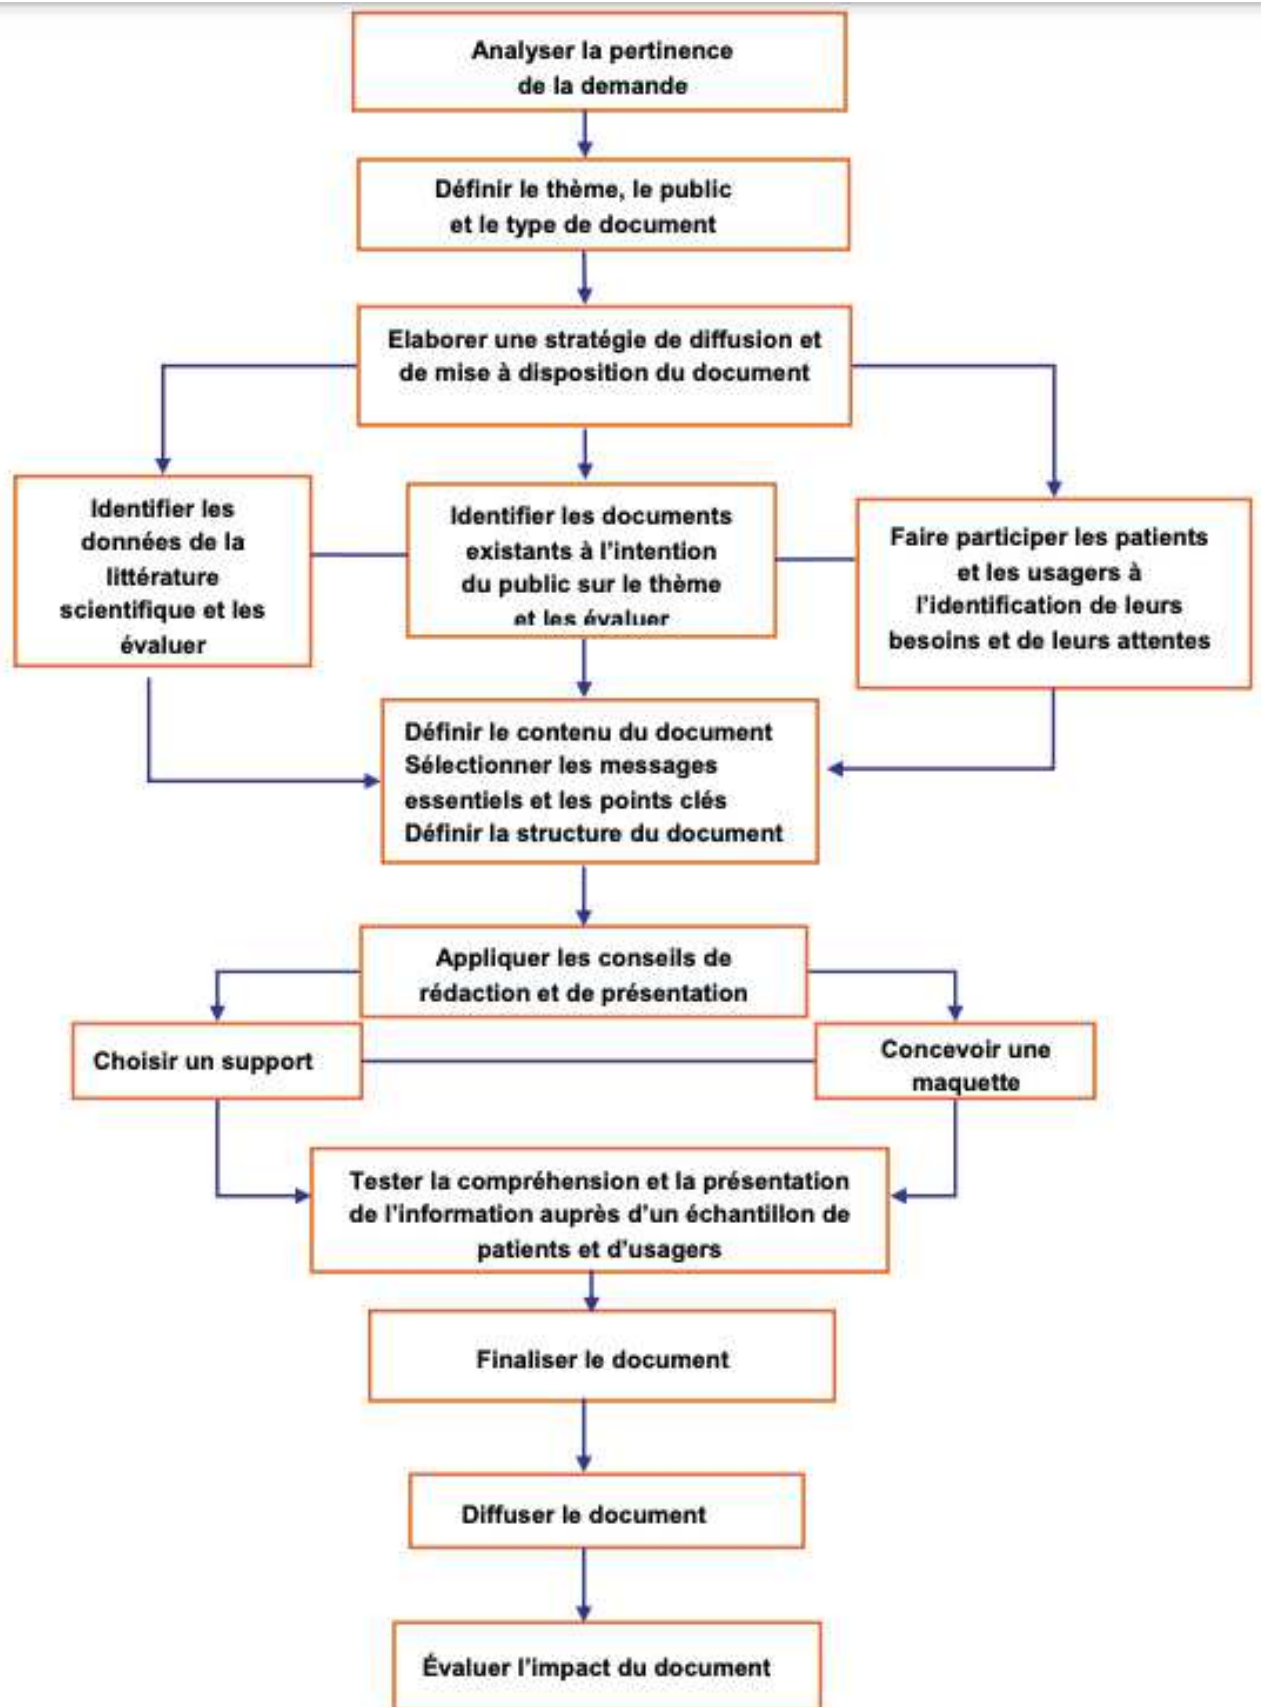 Analyser la pertinence
de la demande
Définir le thème, le public
et le type de document
Elaborer une stratégie de diffusion et
de mise à disposition du document
Identifier les
données de la
littérature
scientifique et les
évaluer
Identifier les documents
existants à l'intention
du public sur le thème
et les évaluer
Faire participer les patients
et les usagers à
l'identification de leurs
besoins et de leurs attentes
Définir le contenu du document
Sélectionner les messages
essentiels et les points clés
Définir la structure du document
Appliquer les conseils de
rédaction et de présentation
Choisir un support
Concevoir une
maquette
Tester la compréhension et la présentation
de l'information auprès d'un échantillon de
patients et d'usagers
Finaliser le document
Diffuser le document
Évaluer l'impact du document